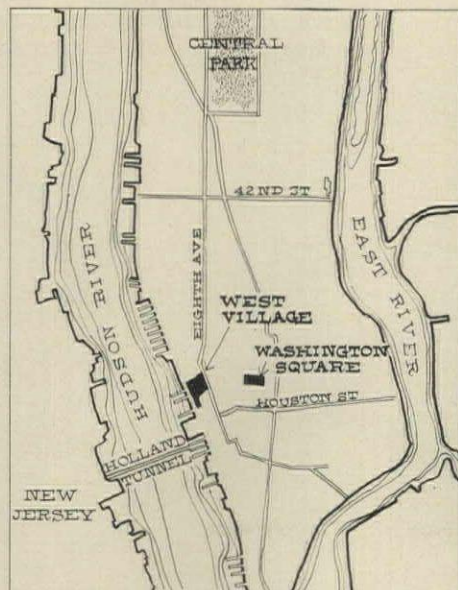 CENTRAL
PARK
42ND ST
EIGHTH AVE
HUDSON RIVER
EAST RIVER
WEST
VILLAGE
WASHINGTON
SQUARE
HOUSTON ST
HOLLAND
TUNNEL
NEW
JERSEY